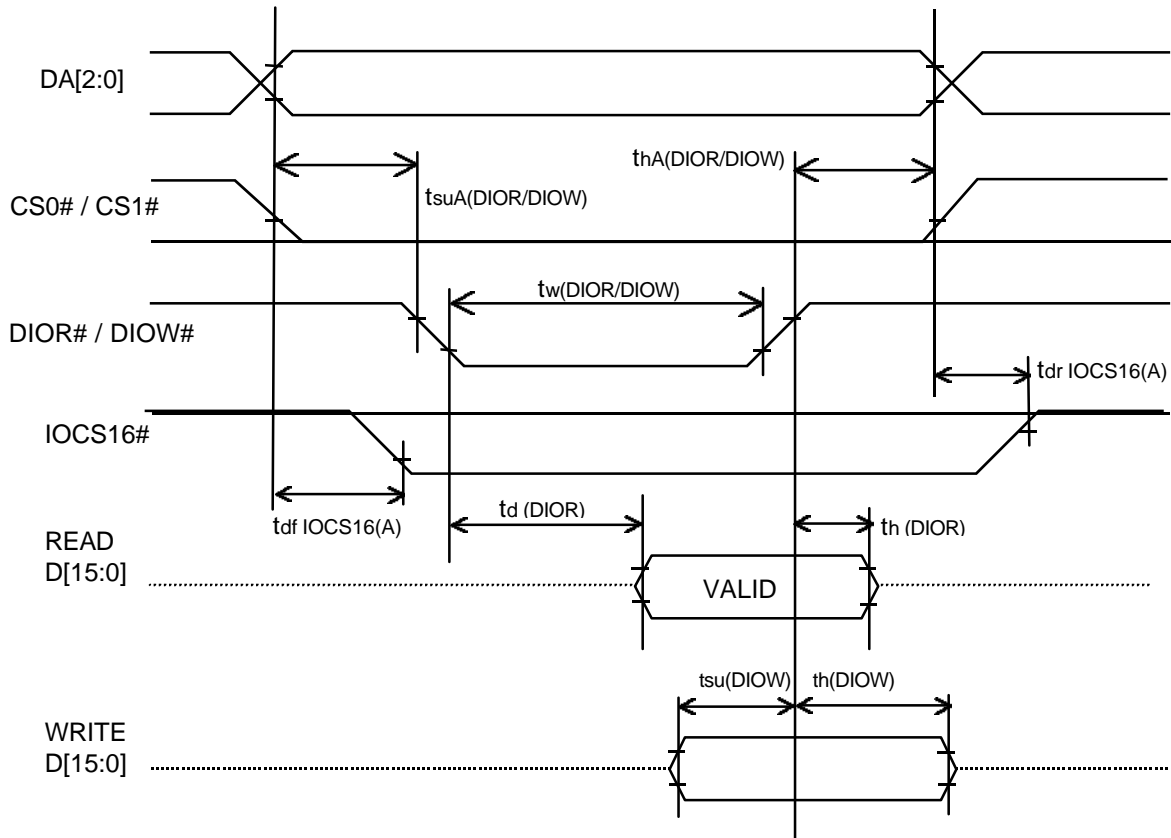 DA[2:0]
thA(DIOR/DIOW)
tsuA(DIOR/DIOW)
CS0# / CS1#
tw(DIOR/DIOW)
DIOR# / DIOW#
tdr IOCS16(A)
IOCS16#
td (DIOR)
th (DIOR)
tdf IOCS16(A)
READ
D[15:0]
VALID
tsu(DIOW)
th(DIOW)
WRITE
D[15:0]